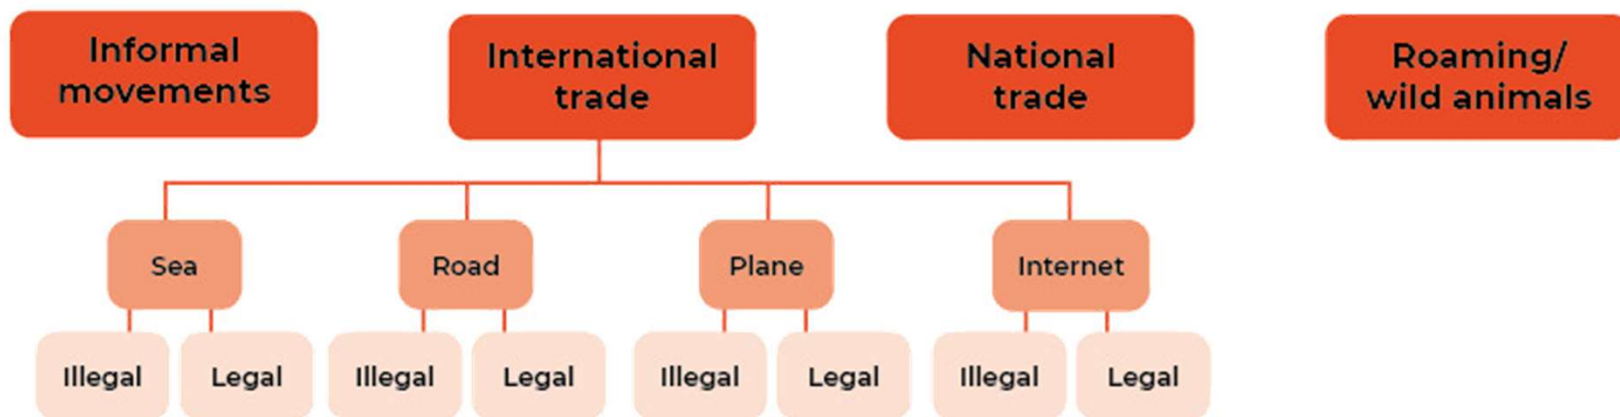 Informal
movements
International
trade
National
trade
Roaming/
wild animals
Sea
Road
Plane
Internet
Illegal
Legal
Illegal
Legal
Illegal
Legal
Illegal
Legal